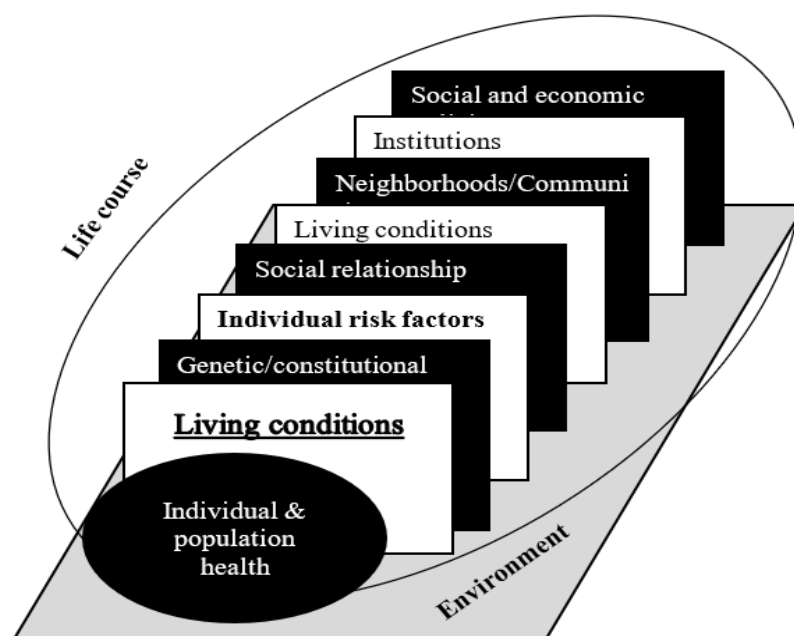 Social and economic
Institutions
Neighborhoods/Communi
Living conditions
Social relationship
Individual risk factors
Genetic/constitutional
Living conditions
Individual &
population
health
Life course
Environment